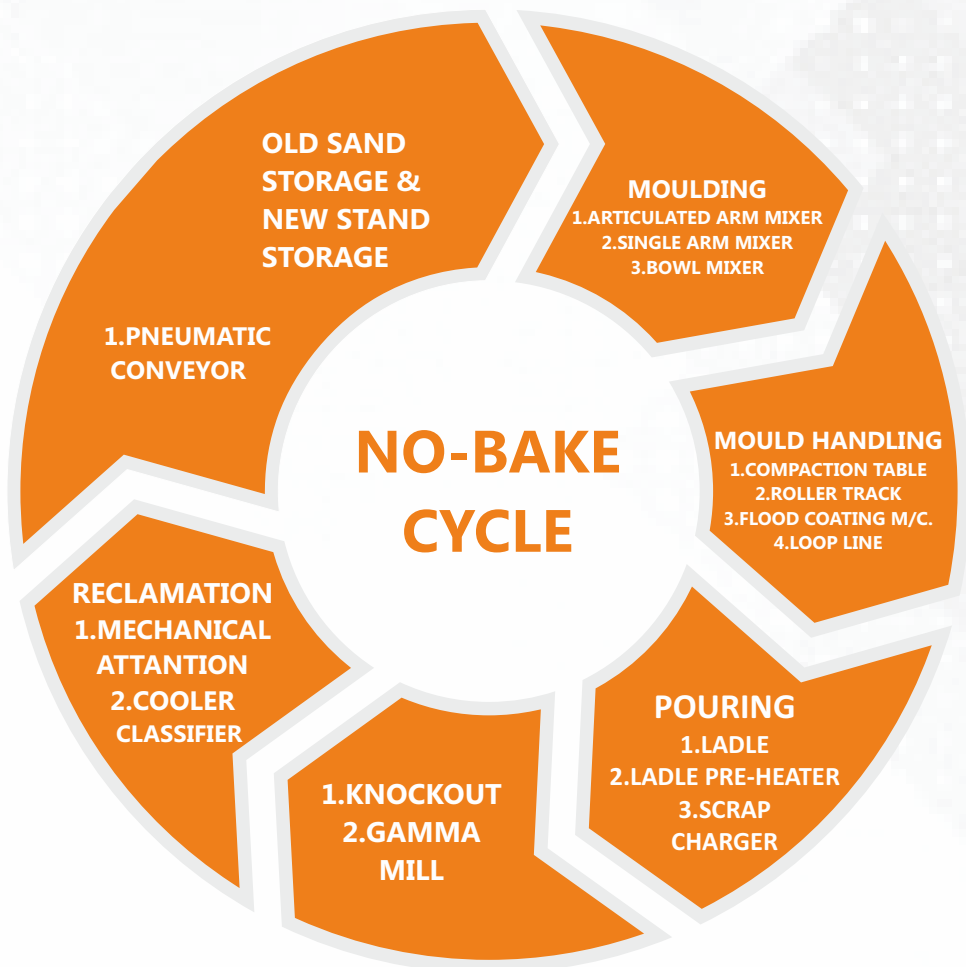 NO-BAKE
CYCLE
OLD SAND
STORAGE &
NEW STAND
STORAGE
1.PNEUMATIC
CONVEYOR
MOULDING
1.ARTICULATED ARM MIXER
2.SINGLE ARM MIXER
3.BOWL MIXER
MOULD HANDLING
1.COMPACTION TABLE
2.ROLLER TRACK
3.FLOOD COATING M/C.
4.LOOP LINE
POURING
1.LADLE
2.LADLE PRE-HEATER
3.SCRAP
CHARGER
1.KNOCKOUT
2.GAMMA
MILL
RECLAMATION
1.MECHANICAL
ATTANTION
2.COOLER
CLASSIFIER